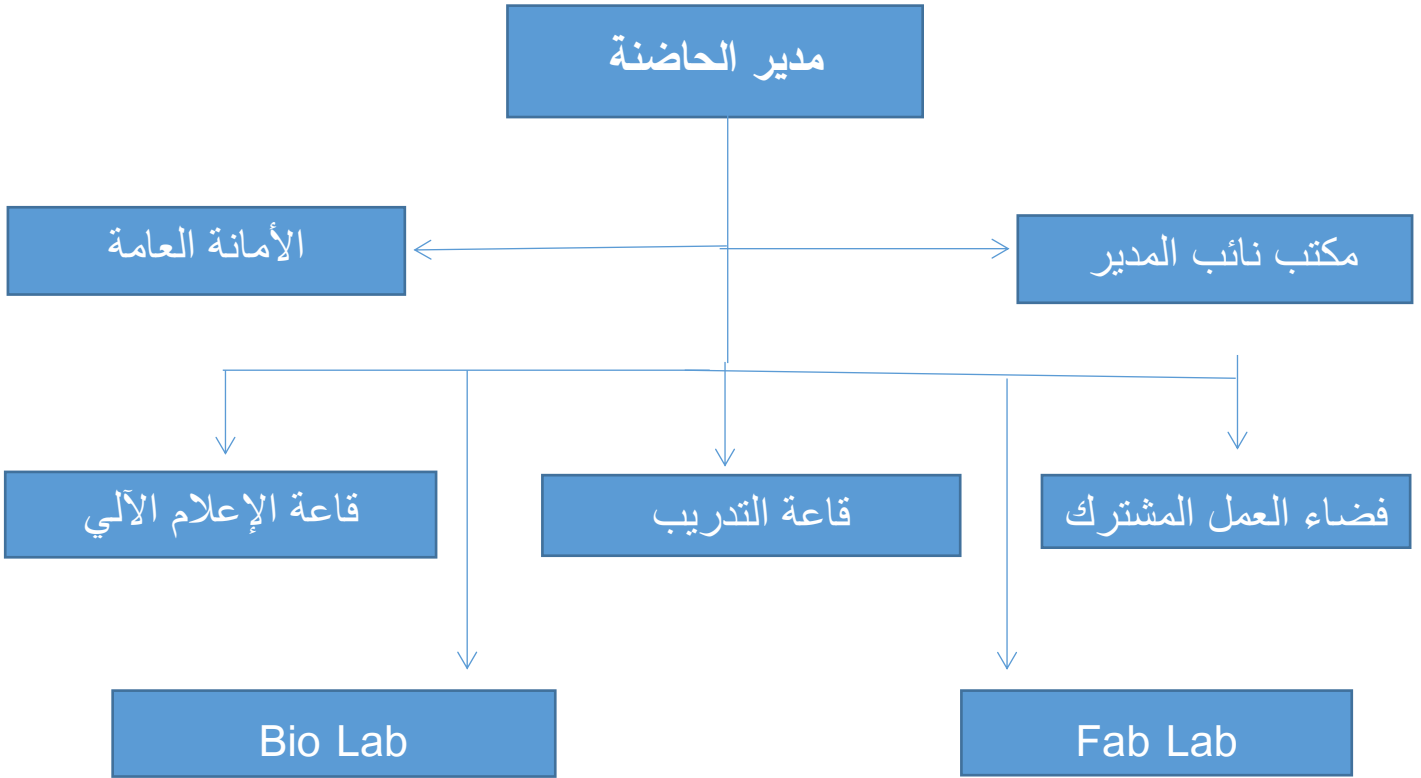 مدير الحاضنة
مكتب نائب المدير
الأمانة العامة
فضاء العمل المشترك
قاعة التدريب
قاعة الإعلام الآلي
Fab Lab
Bio Lab